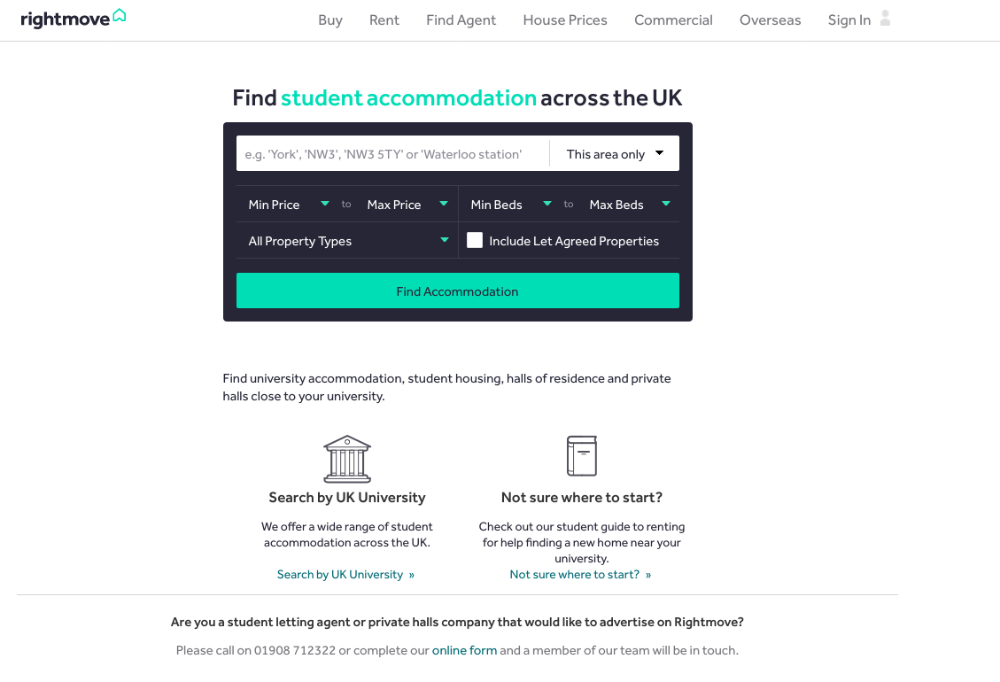 rightmove
Buy Rent Find Agent House Prices Commercial Overseas Sign In
Find student accommodation across the UK
e.g. 'York', 'NW3', 'NW3 5TY' or 'Waterloo station' This area only
Min Price to Max Price Min Beds to Max Beds
All Property Types Include Let Agreed Properties
Find Accommodation
Find university accommodation, student housing, halls of residence and private
halls close to your university.
Search by UK University
We offer a wide range of student
accommodation across the UK.
Search by UK University »
Not sure where to start?
Check out our student guide to renting
for help finding a new home near your
university.
Not sure where to start? »
Are you a student letting agent or private halls company that would like to advertise on Rightmove?
Please call on 01908 712322 or complete our online form and a member of our team will be in touch.